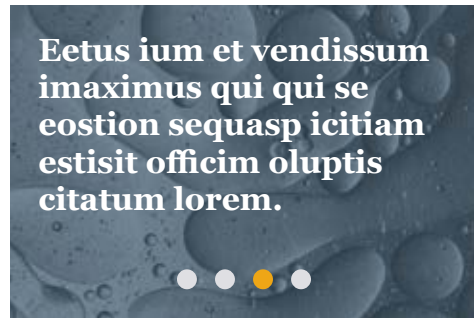 Eetus ium et vendissum
imaximus qui qui se
eostion sequasp icitiam
estisit officim oluptis
citatum lorem.